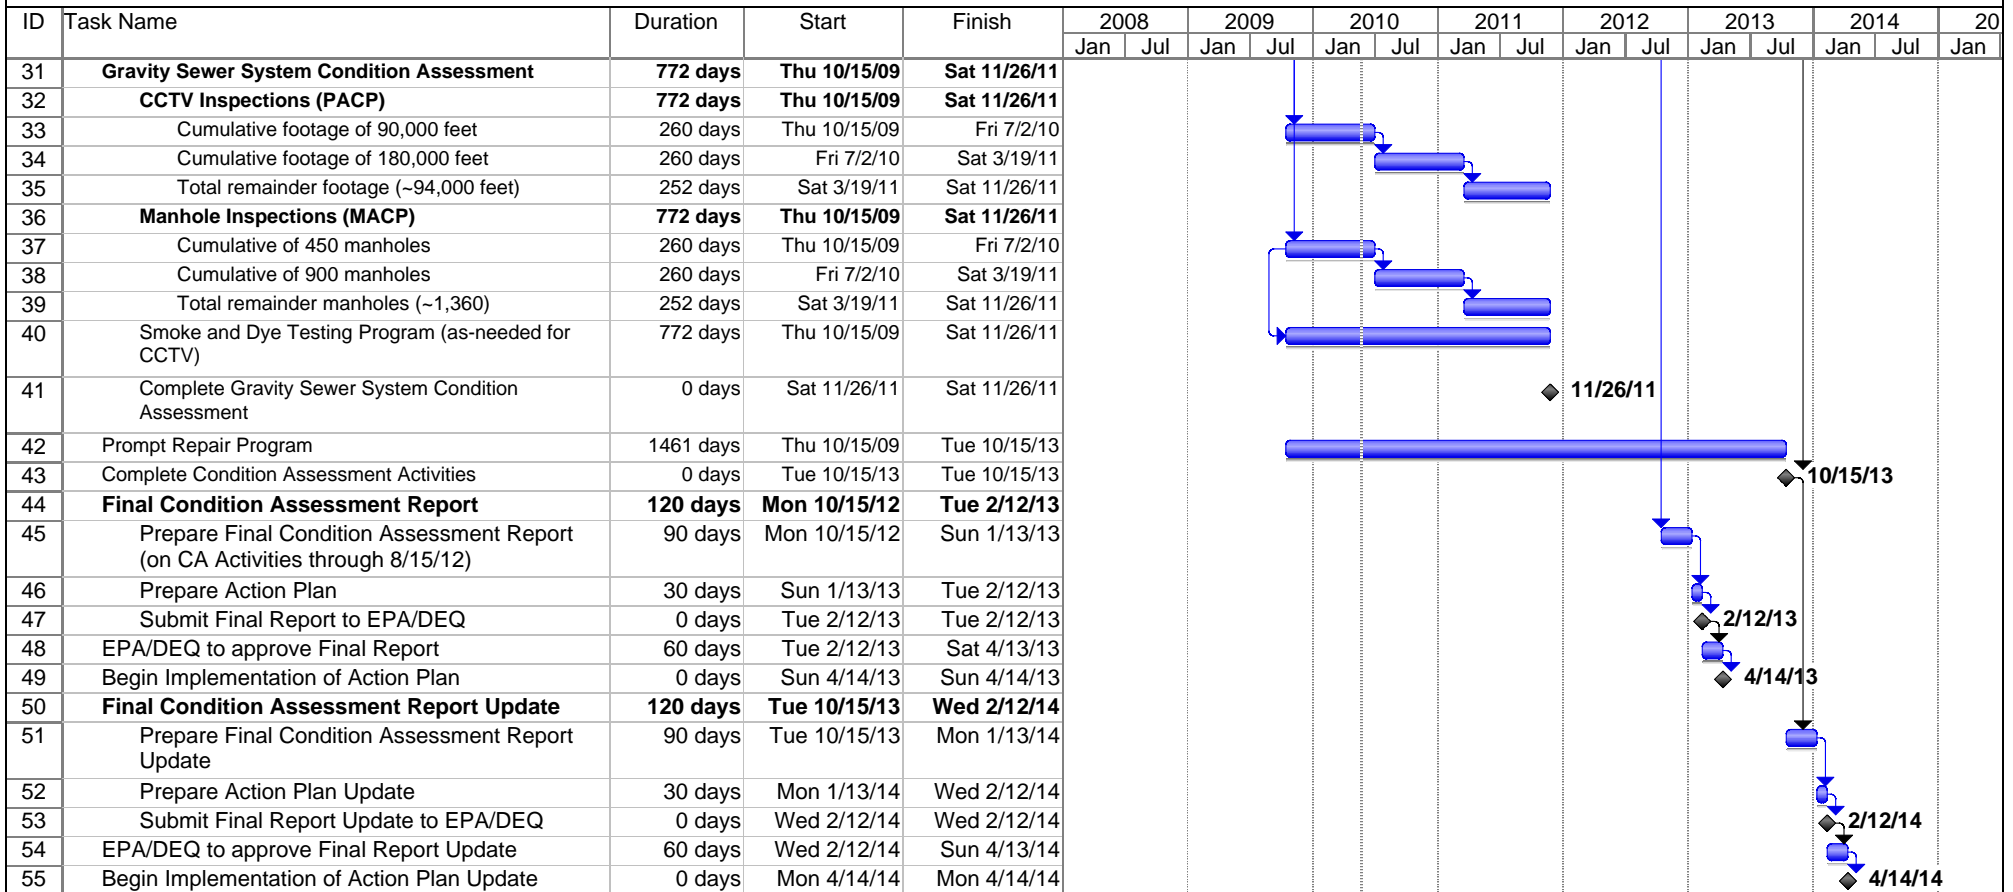 ID Task Name Duration Start Finish 2008 2009 2010 2011 2012 2013 2014 20
Jan Jul Jan Jul Jan Jul Jan Jul Jan Jul Jan Jul Jan Jul Jan
31 Gravity Sewer System Condition Assessment 772 days Thu 10/15/09 Sat 11/26/11
32 CCTV Inspections (PACP) 772 days Thu 10/15/09 Sat 11/26/11
33 Cumulative footage of 90,000 feet 260 days Thu 10/15/09 Fri 7/2/10
34 Cumulative footage of 180,000 feet 260 days Fri 7/2/10 Sat 3/19/11
35 Total remainder footage (~94,000 feet) 252 days Sat 3/19/11 Sat 11/26/11
36 Manhole Inspections (MACP) 772 days Thu 10/15/09 Sat 11/26/11
37 Cumulative of 450 manholes 260 days Thu 10/15/09 Fri 7/2/10
38 Cumulative of 900 manholes 260 days Fri 7/2/10 Sat 3/19/11
39 Total remainder manholes (~1,360) 252 days Sat 3/19/11 Sat 11/26/11
40 Smoke and Dye Testing Program (as-needed for 772 days Thu 10/15/09 Sat 11/26/11
CCTV)
41 Complete Gravity Sewer System Condition 0 days Sat 11/26/11 Sat 11/26/11 11/26/11
Assessment
42 Prompt Repair Program 1461 days Thu 10/15/09 Tue 10/15/13
43 Complete Condition Assessment Activities 0 days Tue 10/15/13 Tue 10/15/13 10/15/13
44 Final Condition Assessment Report 120 days Mon 10/15/12 Tue 2/12/13
45 Prepare Final Condition Assessment Report 90 days Mon 10/15/12 Sun 1/13/13
(on CA Activities through 8/15/12)
46 Prepare Action Plan 30 days Sun 1/13/13 Tue 2/12/13
47 Submit Final Report to EPA/DEQ 0 days Tue 2/12/13 Tue 2/12/13 2/12/13
48 EPA/DEQ to approve Final Report 60 days Tue 2/12/13 Sat 4/13/13
49 Begin Implementation of Action Plan 0 days Sun 4/14/13 Sun 4/14/13 4/14/13
50 Final Condition Assessment Report Update 120 days Tue 10/15/13 Wed 2/12/14
51 Prepare Final Condition Assessment Report 90 days Tue 10/15/13 Mon 1/13/14
Update
52 Prepare Action Plan Update 30 days Mon 1/13/14 Wed 2/12/14
53 Submit Final Report Update to EPA/DEQ 0 days Wed 2/12/14 Wed 2/12/14 2/12/14
54 EPA/DEQ to approve Final Report Update 60 days Wed 2/12/14 Sun 4/13/14
55 Begin Implementation of Action Plan Update 0 days Mon 4/14/14 Mon 4/14/14 4/14/14